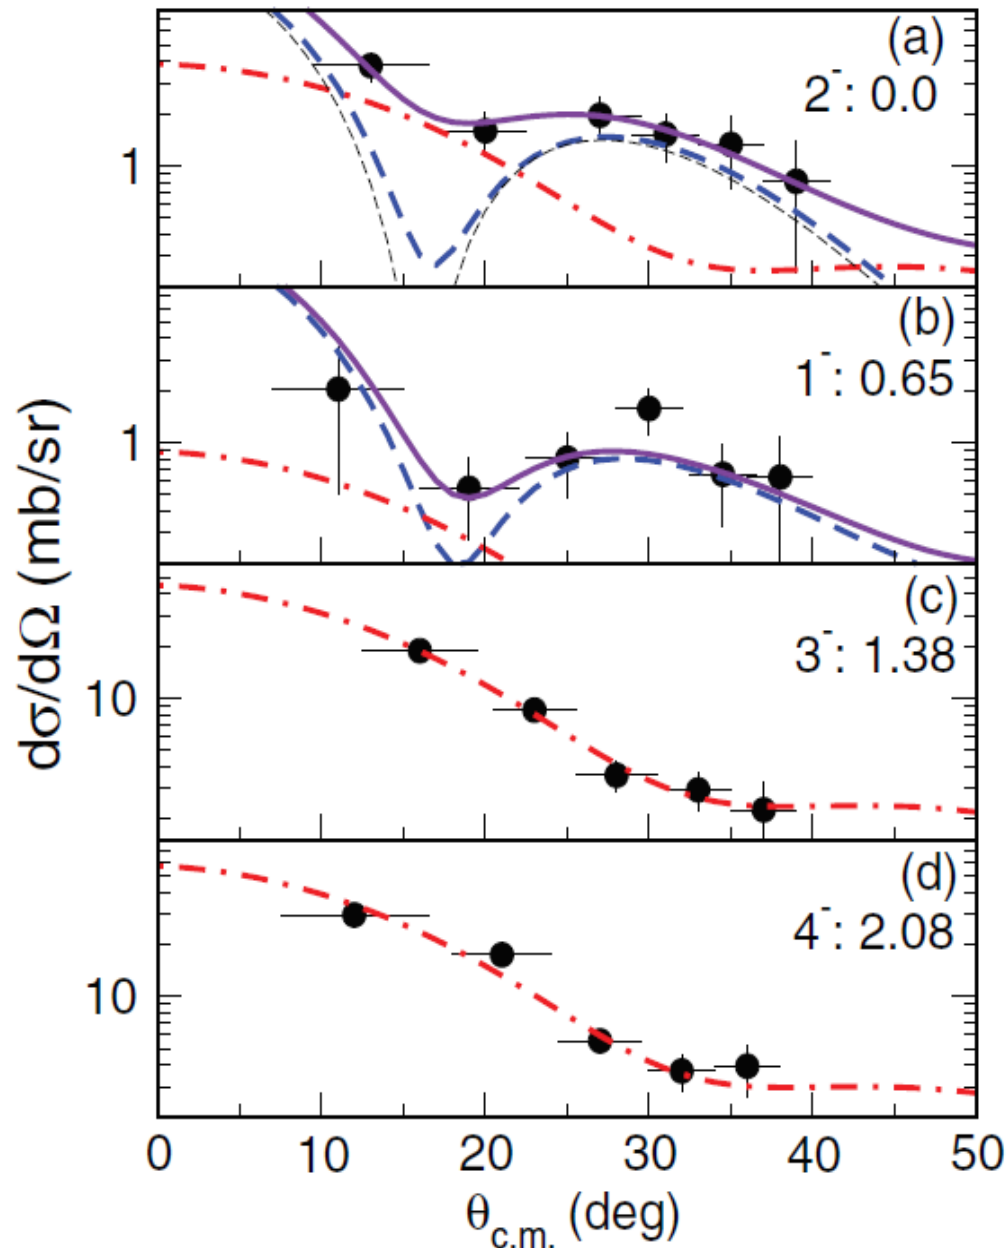 (a)
2⁻: 0.0
1
(b)
1⁻: 0.65
1
(c)
3⁻: 1.38
10
(d)
4⁻: 2.08
10
dσ/dΩ (mb/sr)
0 10 20 30 40 50
θc.m. (deg)